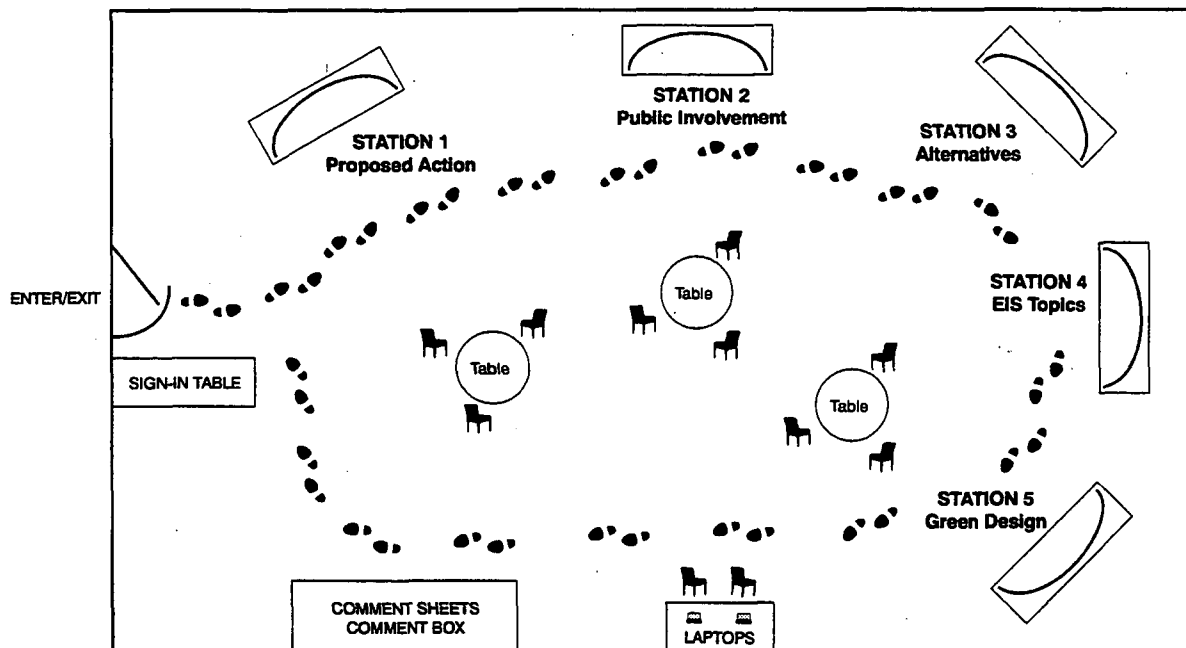 STATION 1
Proposed Action
STATION 2
Public Involvement
STATION 3
Alternatives
ENTER/EXIT
SIGN-IN TABLE
Table
Table
Table
STATION 4
EIS Topics
STATION 5
Green Design
COMMENT SHEETS
COMMENT BOX
LAPTOPS